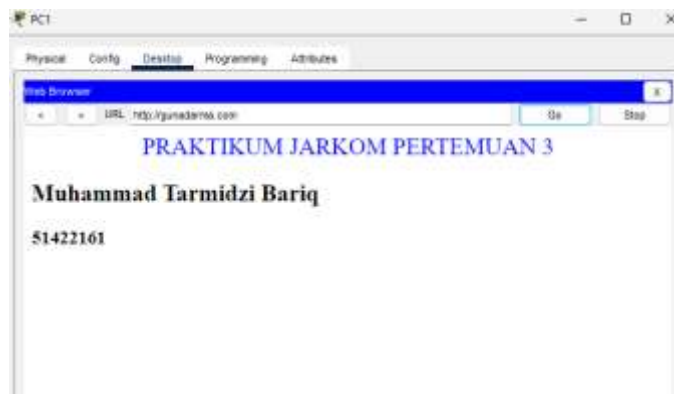 PC1
Physical Config Desktop Programming Attributes
Web Browser
X
< > URL http://gunadarma.com Go Stop
PRAKTIKUM JARKOM PERTEMUAN 3
Muhammad Tarmidzi Bariq
51422161